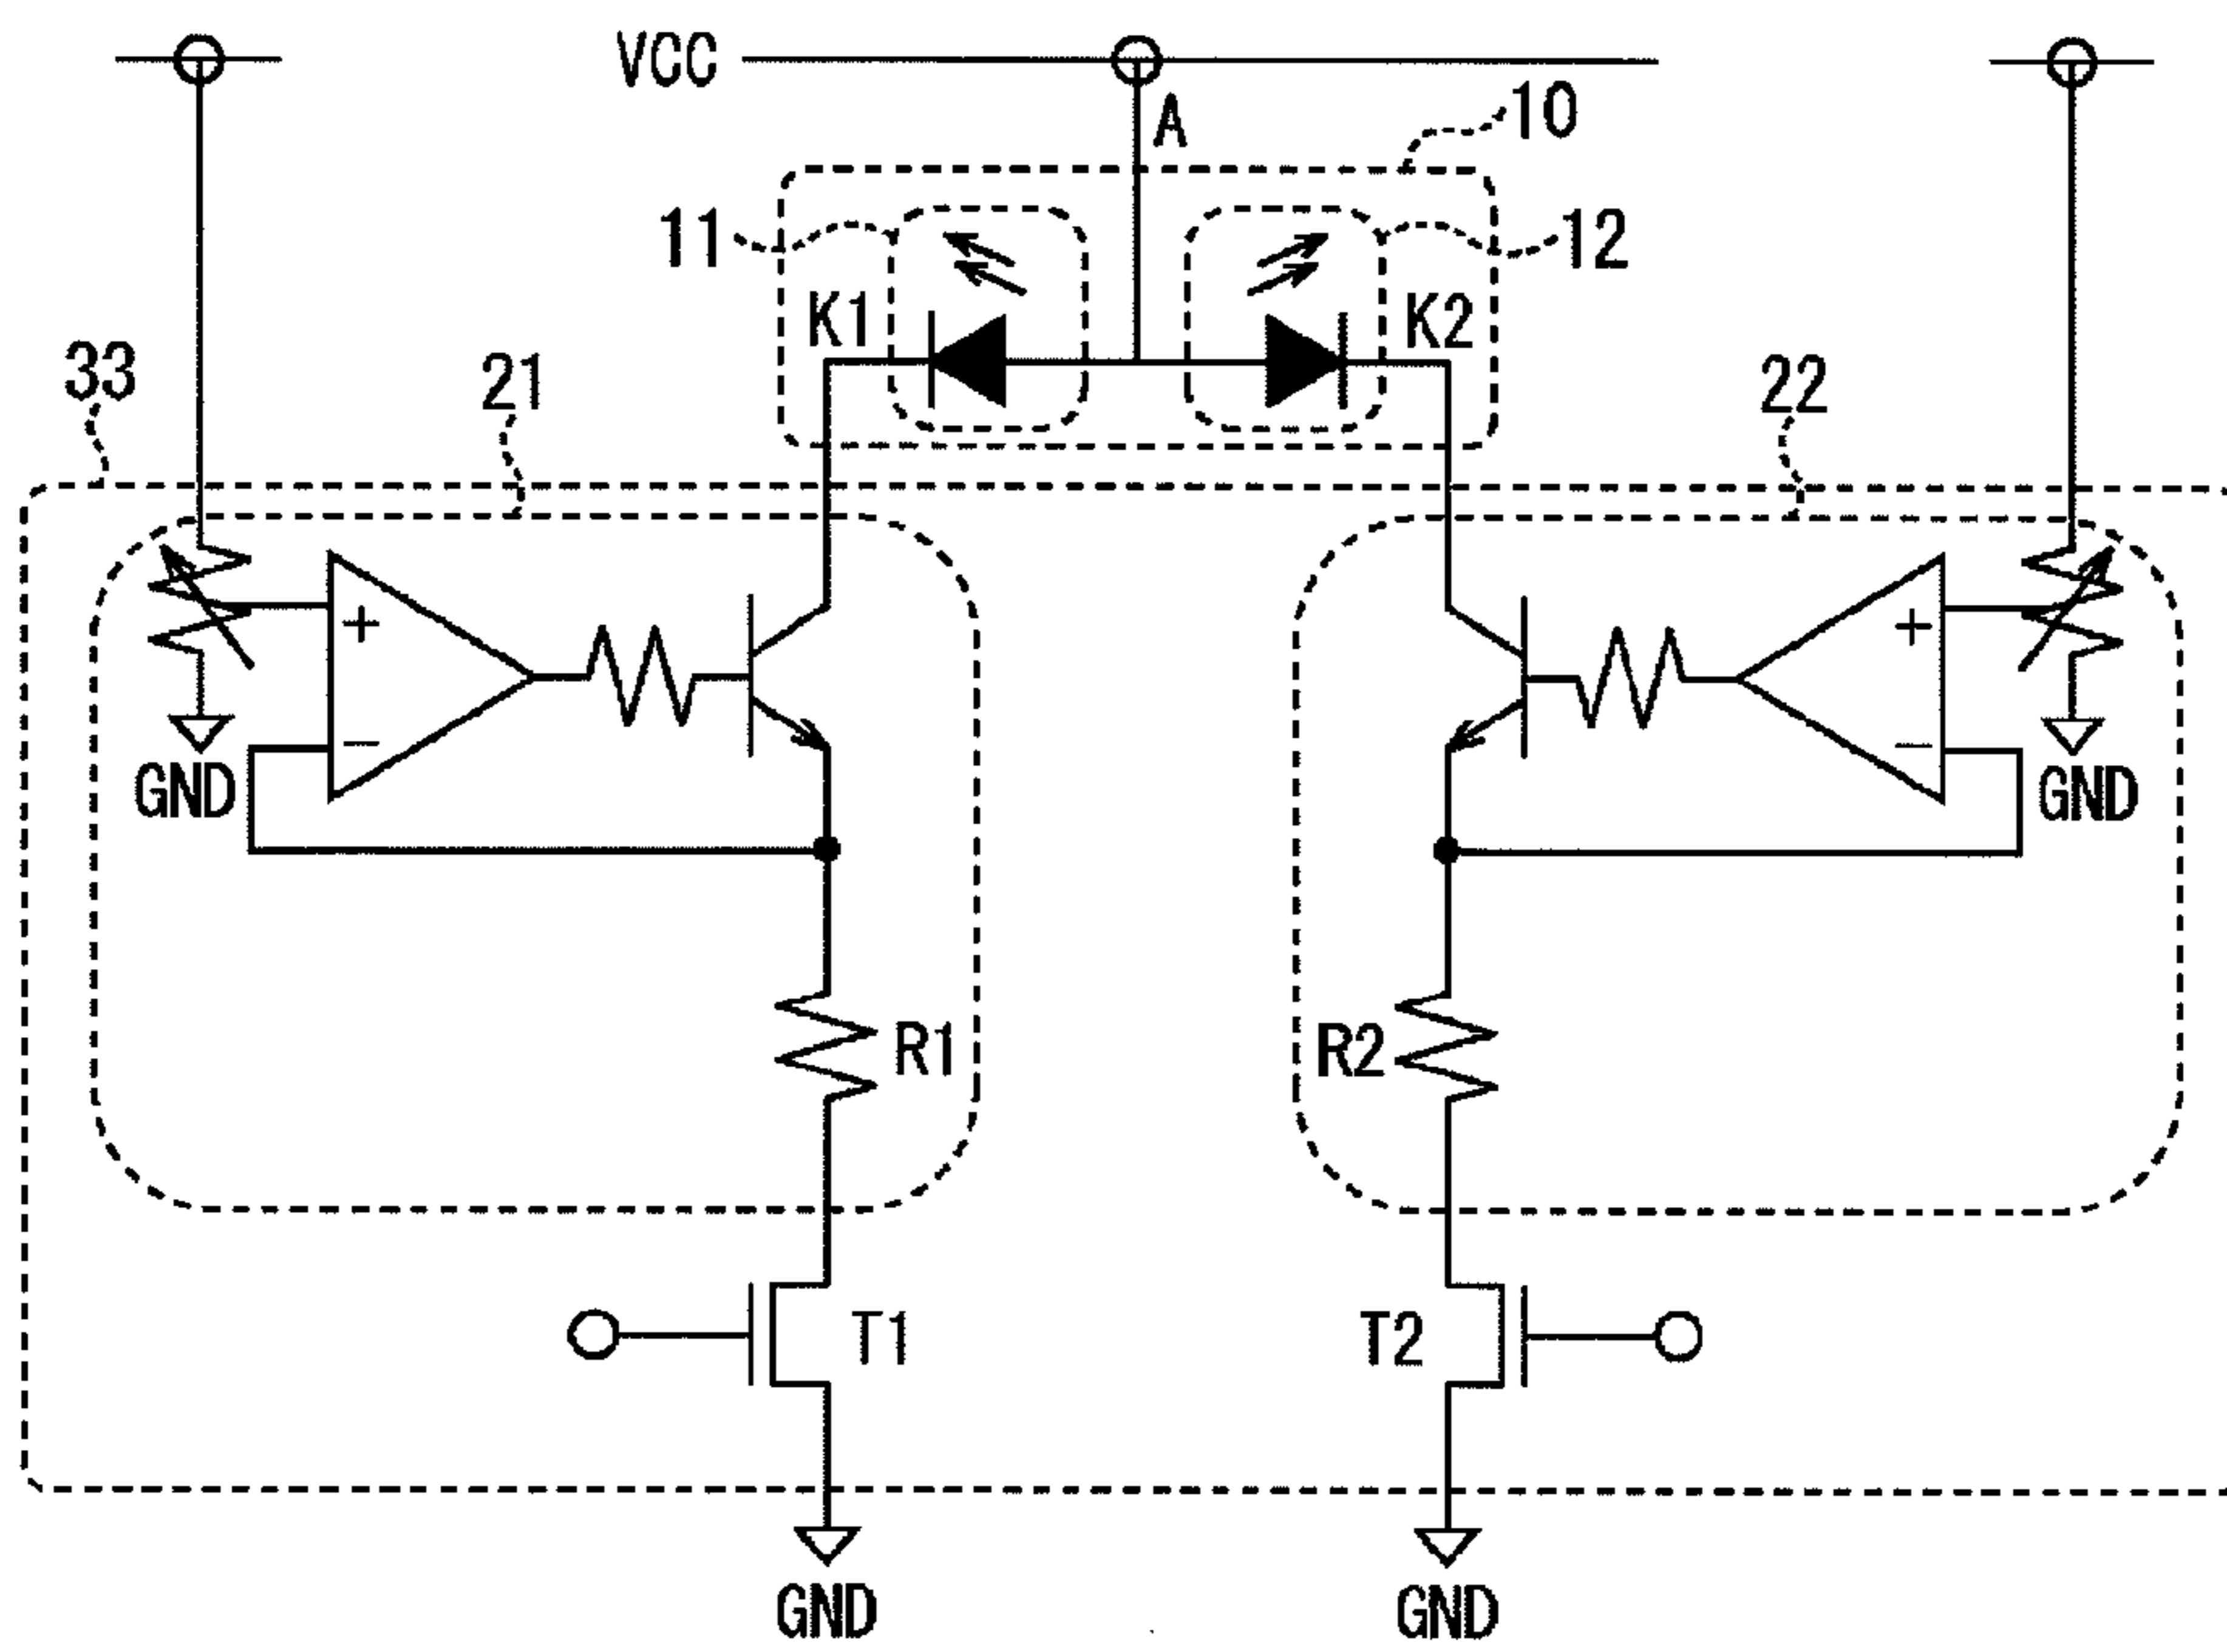 VCC
A
10
11
12
K1
K2
33
21
22
+
+
−
−
GND
GND
R1
R2
T1
T2
GND
GND